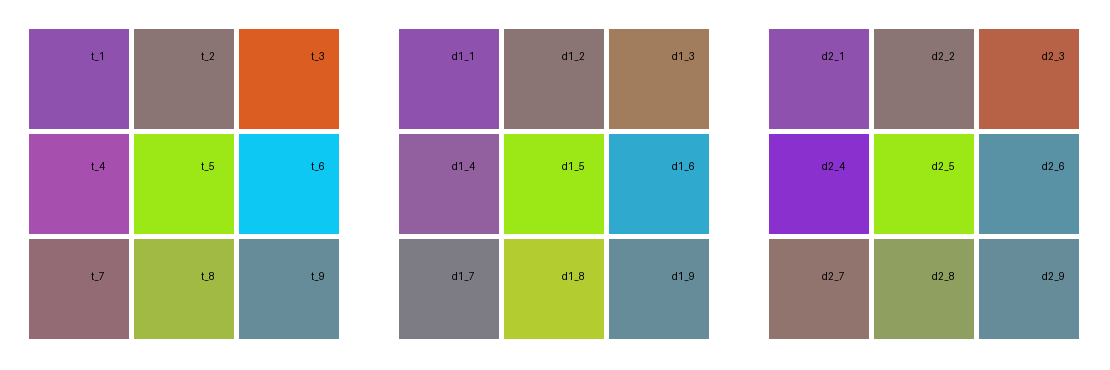 t_1 t_2 t_3 d1_1 d1_2 d1_3 d2_1 d2_2 d2_3
t_4 t_5 t_6 d1_4 d1_5 d1_6 d2_4 d2_5 d2_6
t_7 t_8 t_9 d1_7 d1_8 d1_9 d2_7 d2_8 d2_9